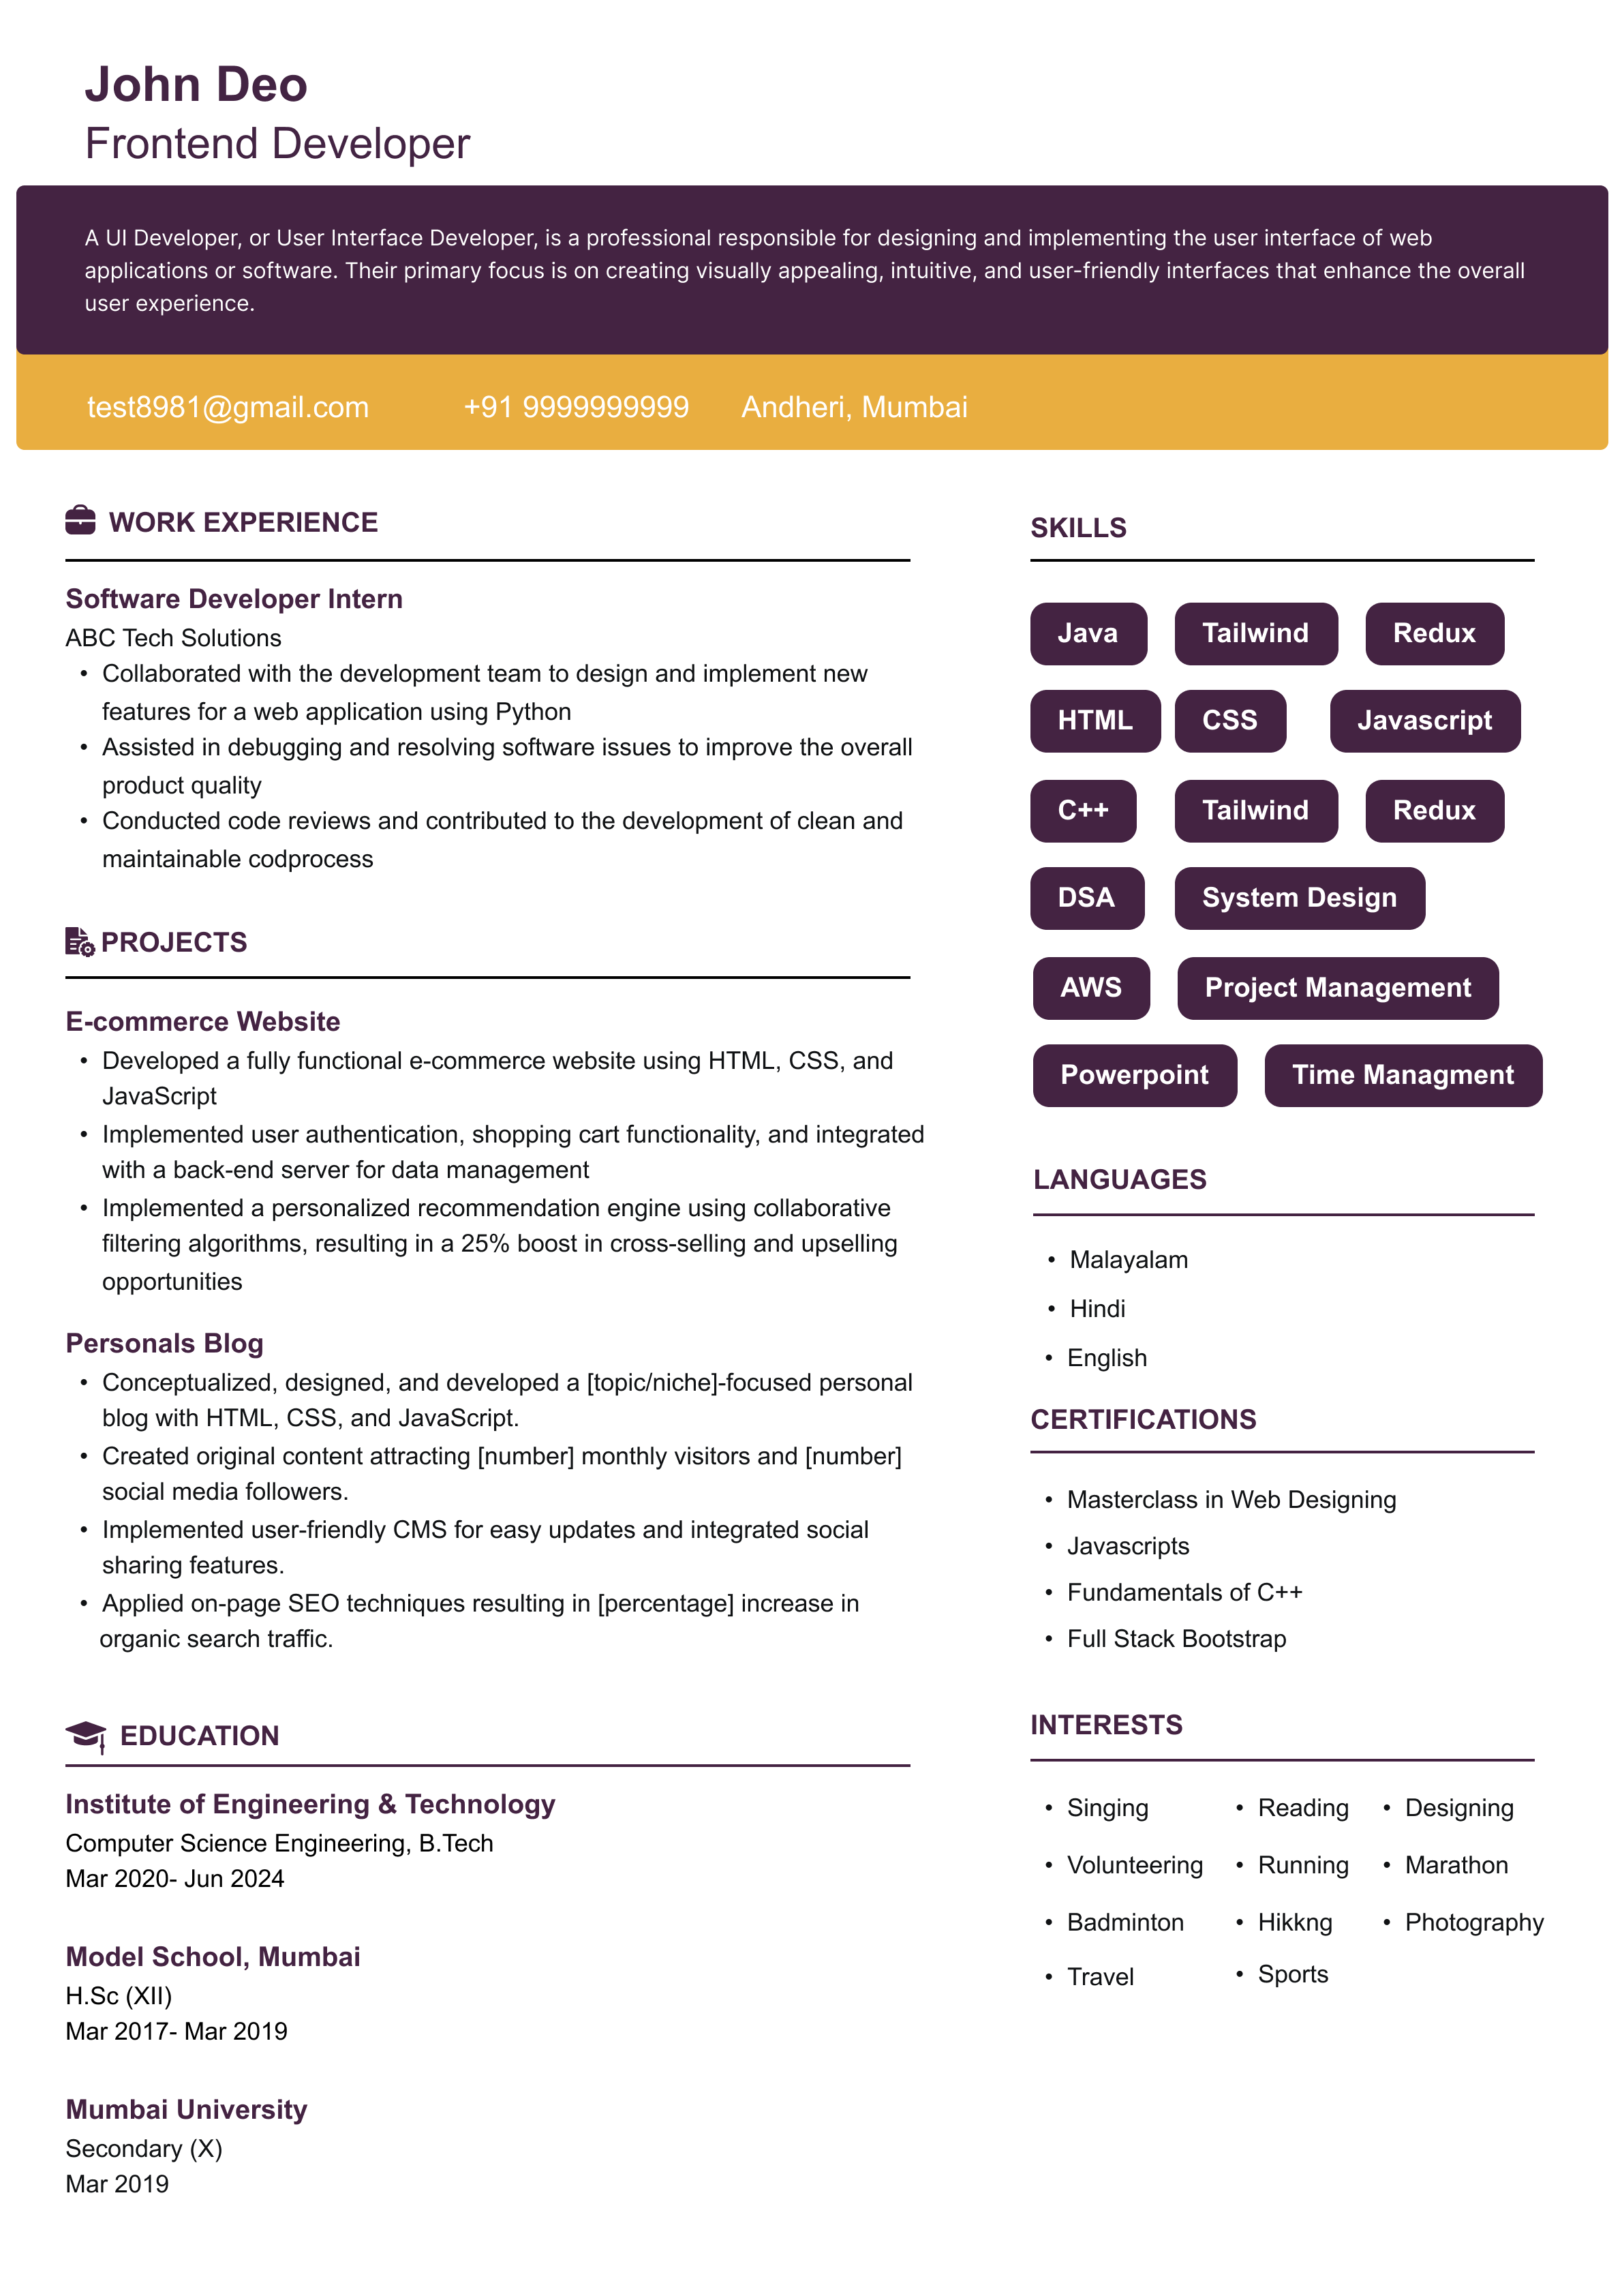 John Deo
Frontend Developer
A UI Developer, or User Interface Developer, is a professional responsible for designing and implementing the user interface of web
applications or software. Their primary focus is on creating visually appealing, intuitive, and user-friendly interfaces that enhance the overall
user experience.
test8981@gmail.com +91 9999999999 Andheri, Mumbai
WORK EXPERIENCE
Software Developer Intern
ABC Tech Solutions
• Collaborated with the development team to design and implement new
features for a web application using Python
• Assisted in debugging and resolving software issues to improve the overall
product quality
• Conducted code reviews and contributed to the development of clean and
maintainable codprocess
PROJECTS
E-commerce Website
• Developed a fully functional e-commerce website using HTML, CSS, and
JavaScript
• Implemented user authentication, shopping cart functionality, and integrated
with a back-end server for data management
• Implemented a personalized recommendation engine using collaborative
filtering algorithms, resulting in a 25% boost in cross-selling and upselling
opportunities
Personals Blog
• Conceptualized, designed, and developed a [topic/niche]-focused personal
blog with HTML, CSS, and JavaScript.
• Created original content attracting [number] monthly visitors and [number]
social media followers.
• Implemented user-friendly CMS for easy updates and integrated social
sharing features.
• Applied on-page SEO techniques resulting in [percentage] increase in
organic search traffic.
EDUCATION
Institute of Engineering & Technology
Computer Science Engineering, B.Tech
Mar 2020- Jun 2024
Model School, Mumbai
H.Sc (XII)
Mar 2017- Mar 2019
Mumbai University
Secondary (X)
Mar 2019
SKILLS
Java Tailwind Redux
HTML CSS Javascript
C++ Tailwind Redux
DSA System Design
AWS Project Management
Powerpoint Time Managment
LANGUAGES
• Malayalam
• Hindi
• English
CERTIFICATIONS
• Masterclass in Web Designing
• Javascripts
• Fundamentals of C++
• Full Stack Bootstrap
INTERESTS
• Singing • Reading • Designing
• Volunteering • Running • Marathon
• Badminton • Hikkng • Photography
• Travel • Sports